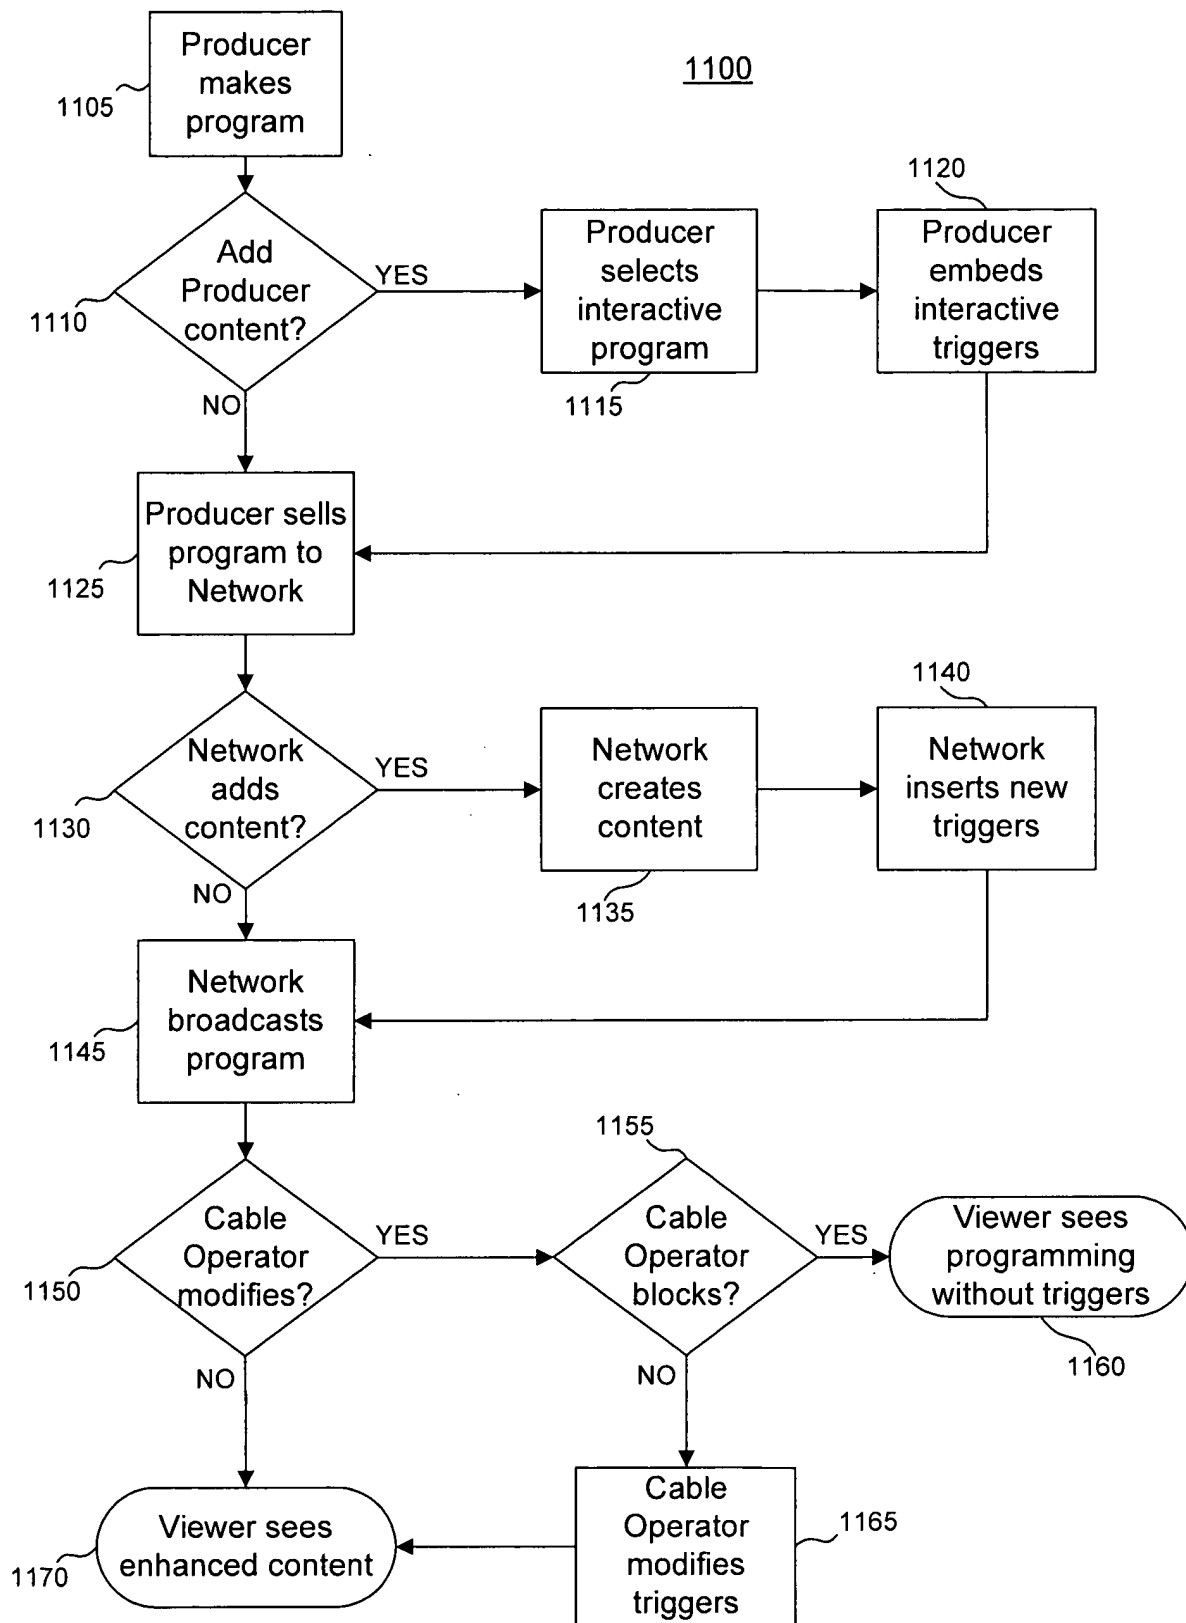 Producer
makes
program
1105
1100
Add
Producer
content?
1110
YES
NO
Producer
selects
interactive
program
1115
1120
Producer
embeds
interactive
triggers
Producer sells
program to
Network
1125
Network
adds
content?
1130
YES
NO
Network
creates
content
1135
1140
Network
inserts new
triggers
Network
broadcasts
program
1145
Cable
Operator
modifies?
1150
YES
NO
1155
Cable
Operator
blocks?
YES
NO
Viewer sees
programming
without triggers
1160
Cable
Operator
modifies
triggers
1165
Viewer sees
enhanced content
1170